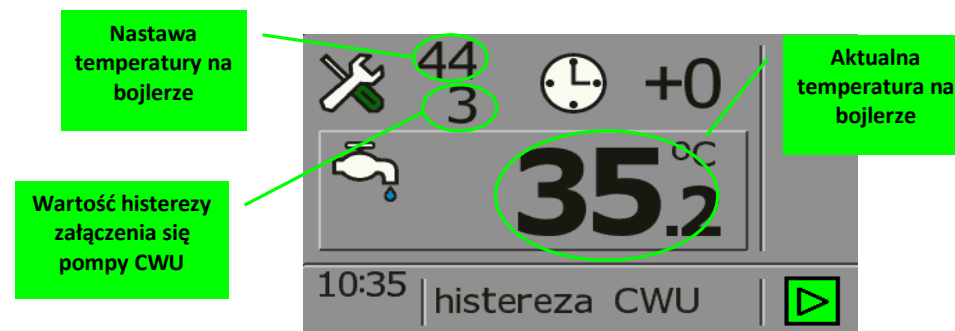 Nastawa
temperatury na
bojlerze
44
3
+0
Aktualna
temperatura na
bojlerze
35.2 °C
Wartość histerezy
załączenia się
pompy CWU
10:35
histereza CWU